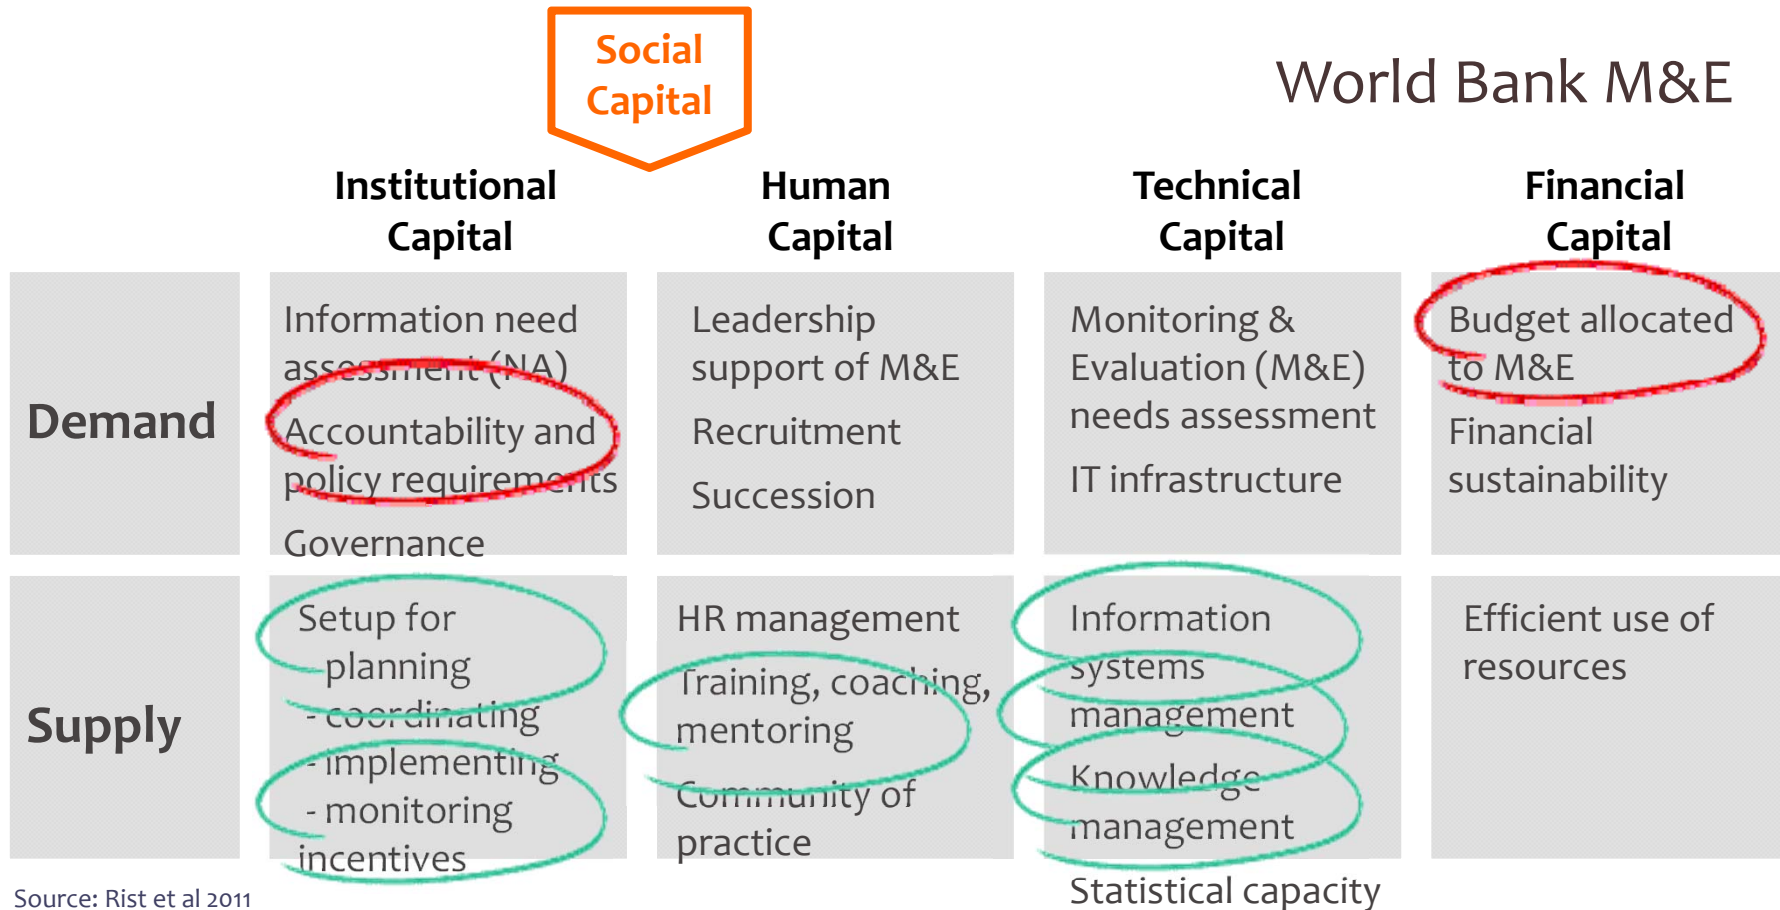 Social
Capital
World Bank M&E
Institutional
Capital
Human
Capital
Technical
Capital
Financial
Capital
Demand
Information need
assessment (NA)
Accountability and
policy requirements
Governance
Leadership
support of M&E
Recruitment
Succession
Monitoring &
Evaluation (M&E)
needs assessment
IT infrastructure
Budget allocated
to M&E
Financial
sustainability
Supply
Setup for
- planning
- coordinating
- implementing
- monitoring
incentives
HR management
Training, coaching,
mentoring
Community of
practice
Information
systems
management
Knowledge
management
Statistical capacity
Efficient use of
resources
Source: Rist et al 2011